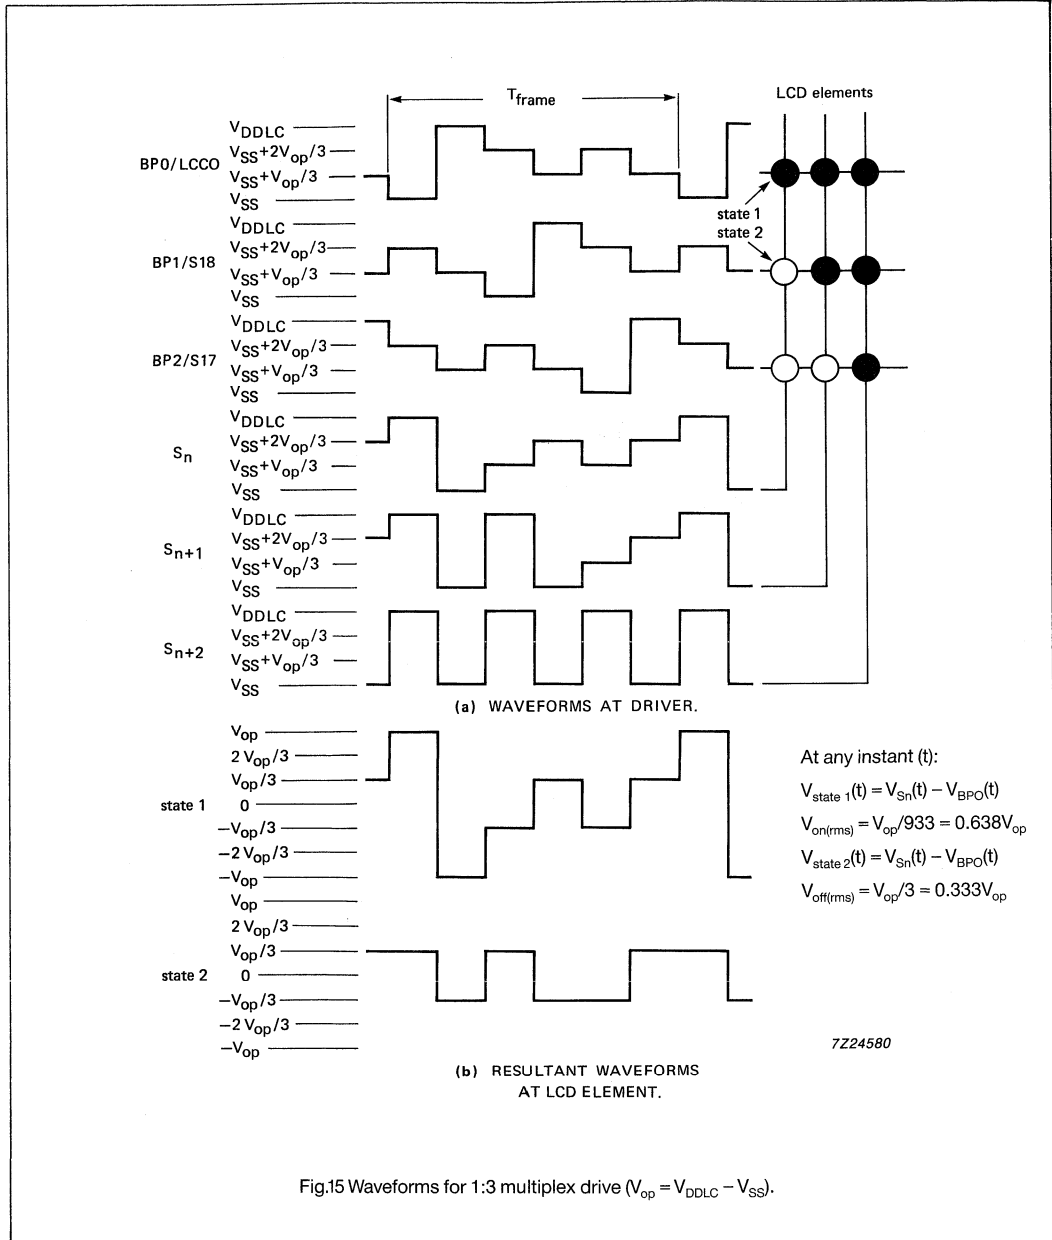 T frame
LCD elements
BP0/LCCO
VDDLC
VSS+2Vop/3
VSS+Vop/3
VSS
state 1
state 2
BP1/S18
VDDLC
VSS+2Vop/3
VSS+Vop/3
VSS
BP2/S17
VDDLC
VSS+2Vop/3
VSS+Vop/3
VSS
Sn
VDDLC
VSS+2Vop/3
VSS+Vop/3
VSS
Sn+1
VDDLC
VSS+2Vop/3
VSS+Vop/3
VSS
Sn+2
VDDLC
VSS+2Vop/3
VSS+Vop/3
VSS
(a) WAVEFORMS AT DRIVER.
state 1
Vop
2 Vop/3
Vop/3
0
−Vop/3
−2 Vop/3
−Vop
At any instant (t):
Vstate 1(t) = VSn(t) − VBPO(t)
Von(rms) = Vop/933 = 0.638Vop
Vstate 2(t) = VSn(t) − VBPO(t)
Voff(rms) = Vop/3 = 0.333Vop
state 2
Vop
2 Vop/3
Vop/3
0
−Vop/3
−2 Vop/3
−Vop
7Z24580
(b) RESULTANT WAVEFORMS
AT LCD ELEMENT.
Fig.15 Waveforms for 1:3 multiplex drive (Vop = VDDLC − VSS).